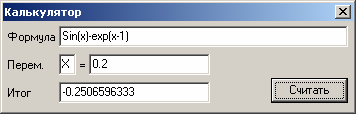 Калькулятор
Формула Sin(x)-exp(x-1)
Перем. X = 0.2
Итог -0.2506596333
Считать